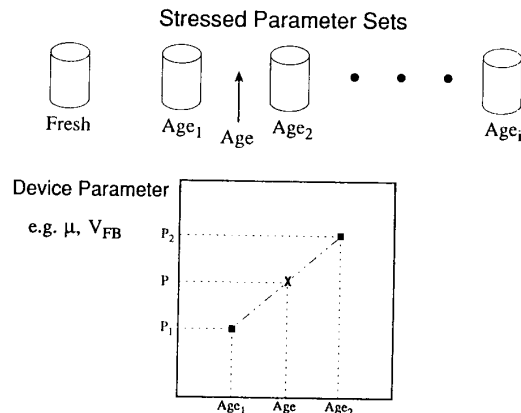 Stressed Parameter Sets
Fresh
Age1
Age
Age2
Agei
Device Parameter
e.g. μ, VFB
P2
P
P1
Age1 Age Age2